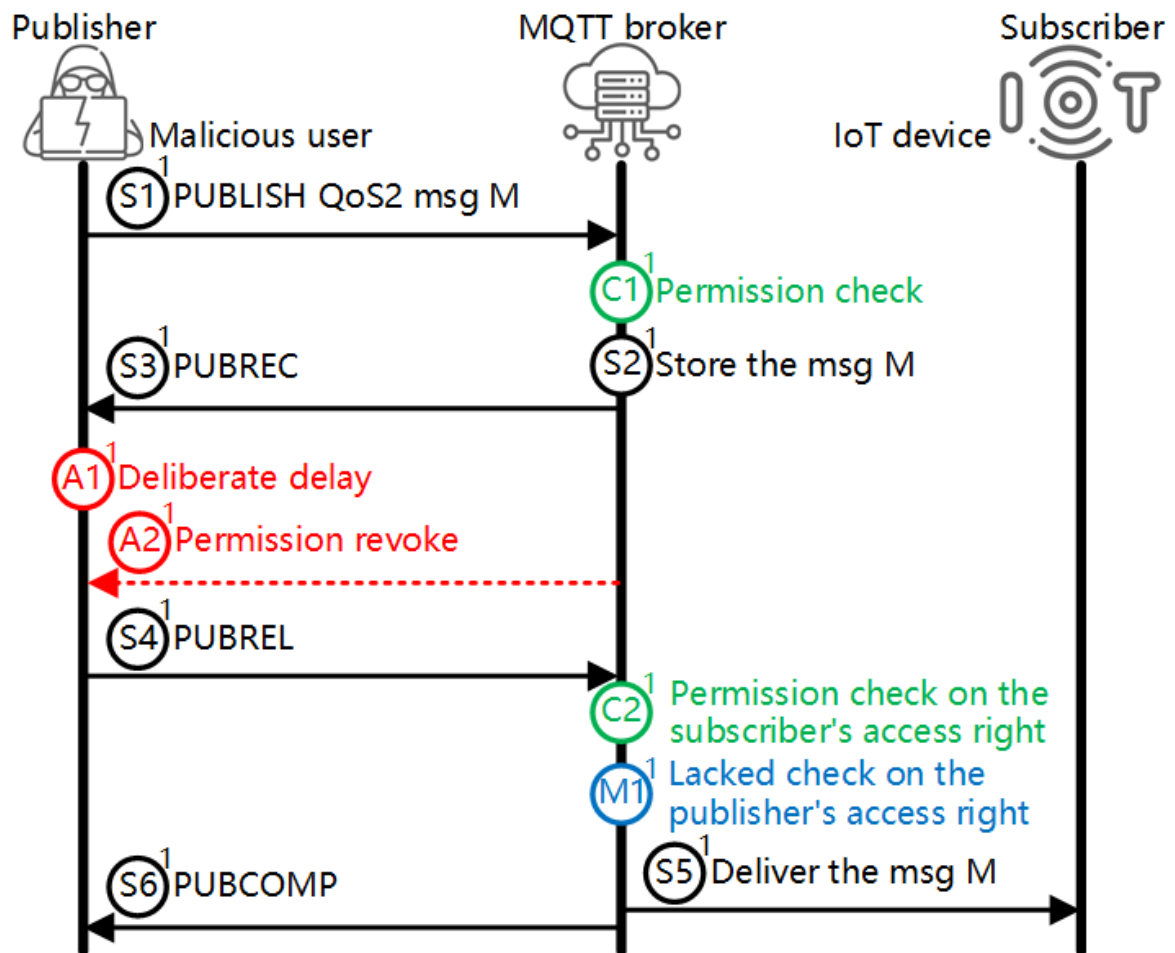 Publisher
MQTT broker
Subscriber
IOT
Malicious user
IoT device
S1 1 PUBLISH QoS2 msg M
C1 1 Permission check
S3 1 PUBREC
S2 1 Store the msg M
A1 1 Deliberate delay
A2 1 Permission revoke
S4 1 PUBREL
C2 1 Permission check on the
subscriber's access right
M1 1 Lacked check on the
publisher's access right
S6 1 PUBCOMP
S5 1 Deliver the msg M